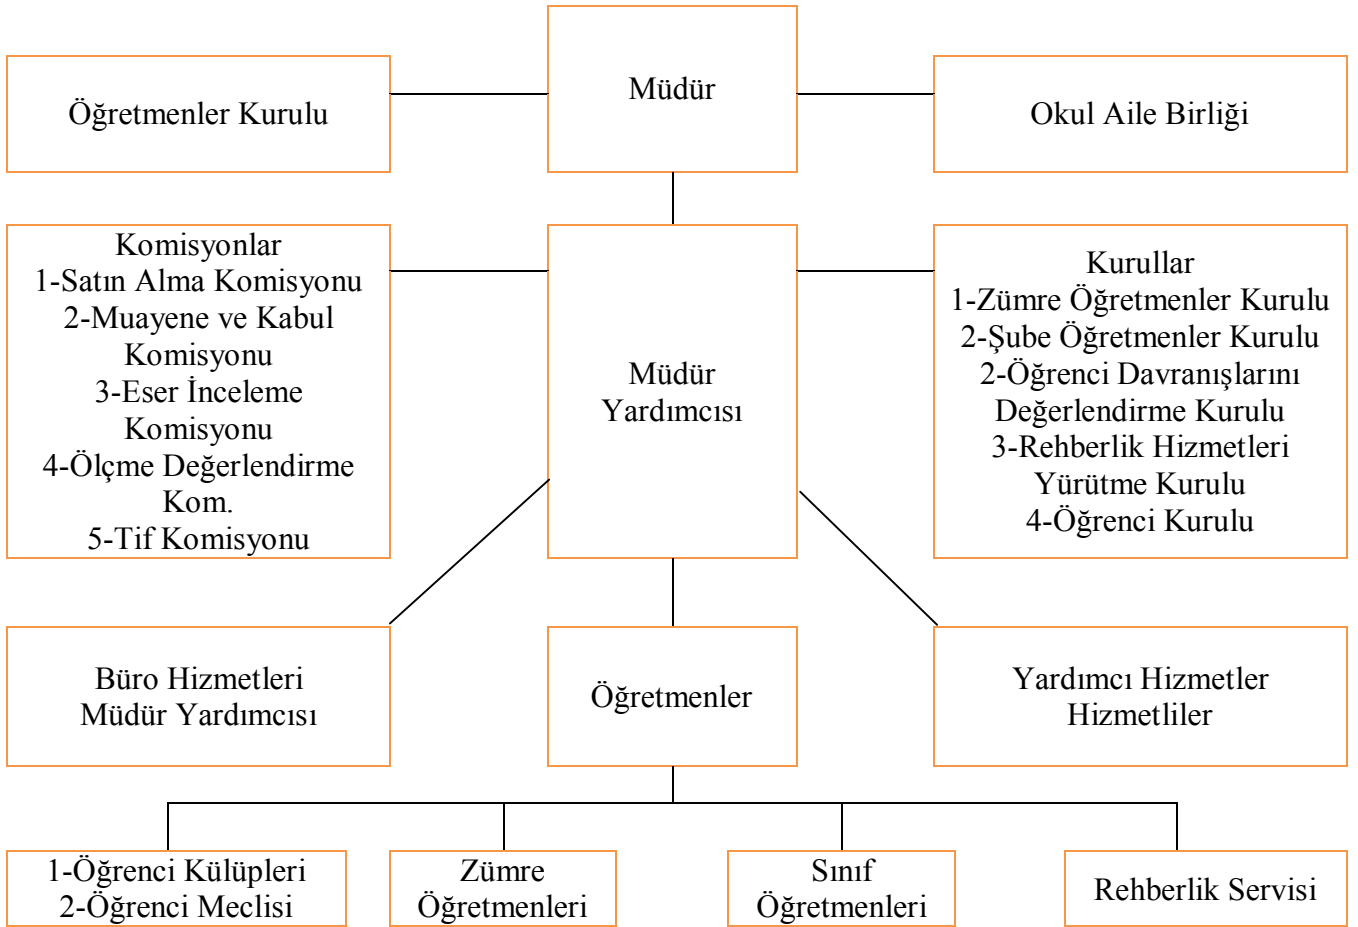 Müdür
Öğretmenler Kurulu
Okul Aile Birliği
Komisyonlar
1-Satın Alma Komisyonu
2-Muayene ve Kabul
Komisyonu
3-Eser İnceleme
Komisyonu
4-Ölçme Değerlendirme
Kom.
5-Tif Komisyonu
Müdür
Yardımcısı
Kurullar
1-Zümre Öğretmenler Kurulu
2-Şube Öğretmenler Kurulu
2-Öğrenci Davranışlarını
Değerlendirme Kurulu
3-Rehberlik Hizmetleri
Yürütme Kurulu
4-Öğrenci Kurulu
Büro Hizmetleri
Müdür Yardımcısı
Öğretmenler
Yardımcı Hizmetler
Hizmetliler
1-Öğrenci Külüpleri
2-Öğrenci Meclisi
Zümre
Öğretmenleri
Sınıf
Öğretmenleri
Rehberlik Servisi